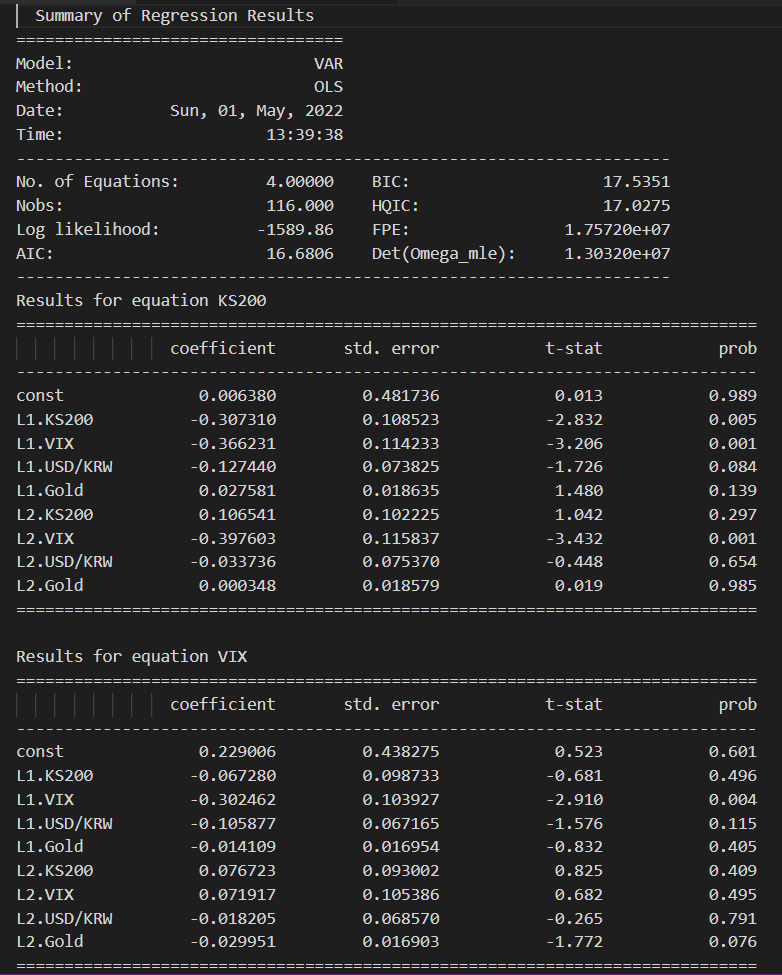 Summary of Regression Results
==================================
Model:                         VAR
Method:                        OLS
Date:           Sun, 01, May, 2022
Time:                     13:39:38
--------------------------------------------------------------------
No. of Equations:         4.00000    BIC:                    17.5351
Nobs:                     116.000    HQIC:                   17.0275
Log likelihood:          -1589.86    FPE:                1.75720e+07
AIC:                      16.6806    Det(Omega_mle):     1.30320e+07
--------------------------------------------------------------------
Results for equation KS200
=============================================================================
                coefficient       std. error           t-stat            prob
-----------------------------------------------------------------------------
const              0.006380         0.481736            0.013           0.989
L1.KS200          -0.307310         0.108523           -2.832           0.005
L1.VIX            -0.366231         0.114233           -3.206           0.001
L1.USD/KRW        -0.127440         0.073825           -1.726           0.084
L1.Gold            0.027581         0.018635            1.480           0.139
L2.KS200           0.106541         0.102225            1.042           0.297
L2.VIX            -0.397603         0.115837           -3.432           0.001
L2.USD/KRW        -0.033736         0.075370           -0.448           0.654
L2.Gold            0.000348         0.018579            0.019           0.985
=============================================================================
Results for equation VIX
=============================================================================
                coefficient       std. error           t-stat            prob
-----------------------------------------------------------------------------
const              0.229006         0.438275            0.523           0.601
L1.KS200          -0.067280         0.098733           -0.681           0.496
L1.VIX            -0.302462         0.103927           -2.910           0.004
L1.USD/KRW        -0.105877         0.067165           -1.576           0.115
L1.Gold           -0.014109         0.016954           -0.832           0.405
L2.KS200           0.076723         0.093002            0.825           0.409
L2.VIX             0.071917         0.105386            0.682           0.495
L2.USD/KRW        -0.018205         0.068570           -0.265           0.791
L2.Gold           -0.029951         0.016903           -1.772           0.076
=============================================================================